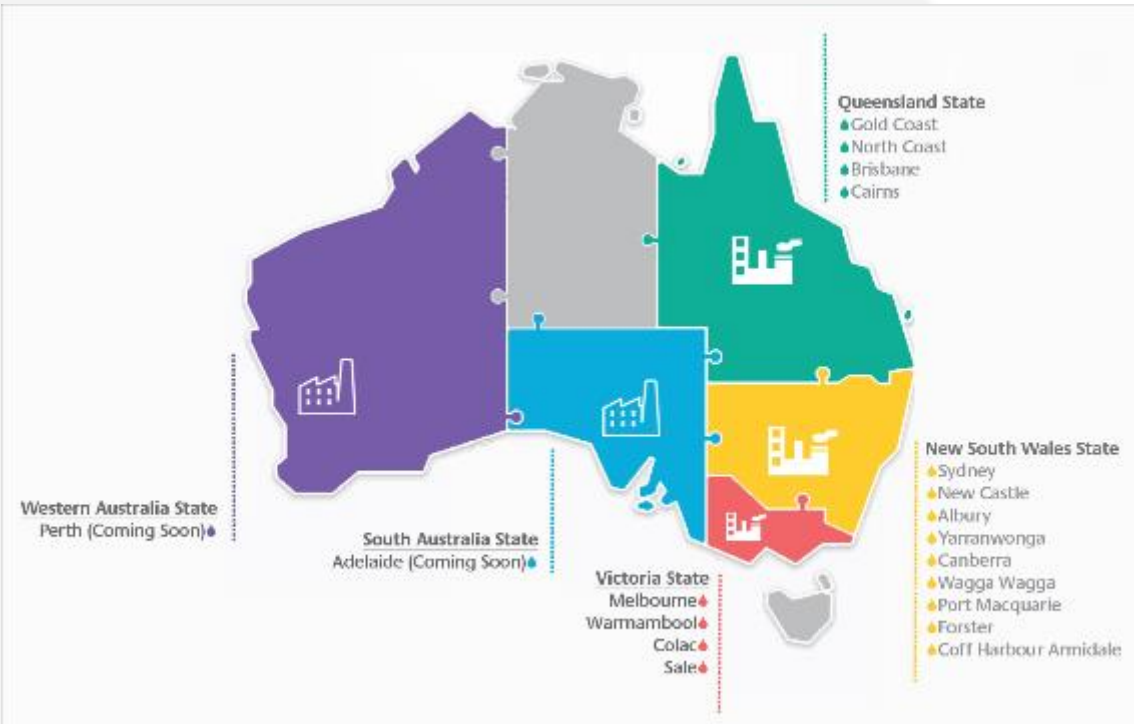 Queensland State
Gold Coast
North Coast
Brisbane
Cairns
Western Australia State
Perth (Coming Soon)
South Australia State
Adelaide (Coming Soon)
Victoria State
Melbourne
Warrnambool
Colac
Sale
New South Wales State
Sydney
New Castle
Albury
Yarranwonga
Canberra
Wagga Wagga
Port Macquarie
Forster
Coff Harbour Armidale